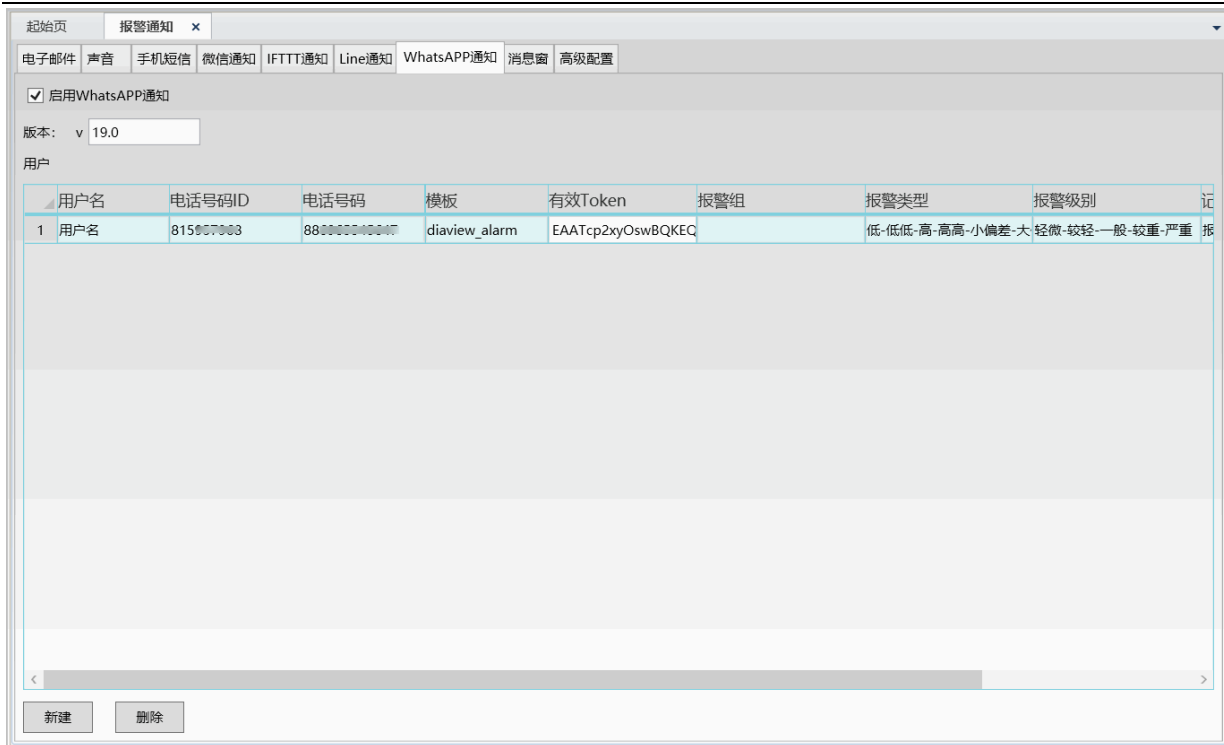 起始页 报警通知 ×
电子邮件 声音 手机短信 微信通知 IFTTT通知 Line通知 WhatsAPP通知 消息窗 高级配置
启用WhatsAPP通知
版本: v 19.0
用户
用户名 电话号码ID 电话号码 模板 有效Token 报警组 报警类型 报警级别 记
1 用户名 diaview_alarm EAATcp2xyOswBQKEQ 低-低低-高-高高-小偏差-大 轻微-较轻-一般-较重-严重 报
新建 删除